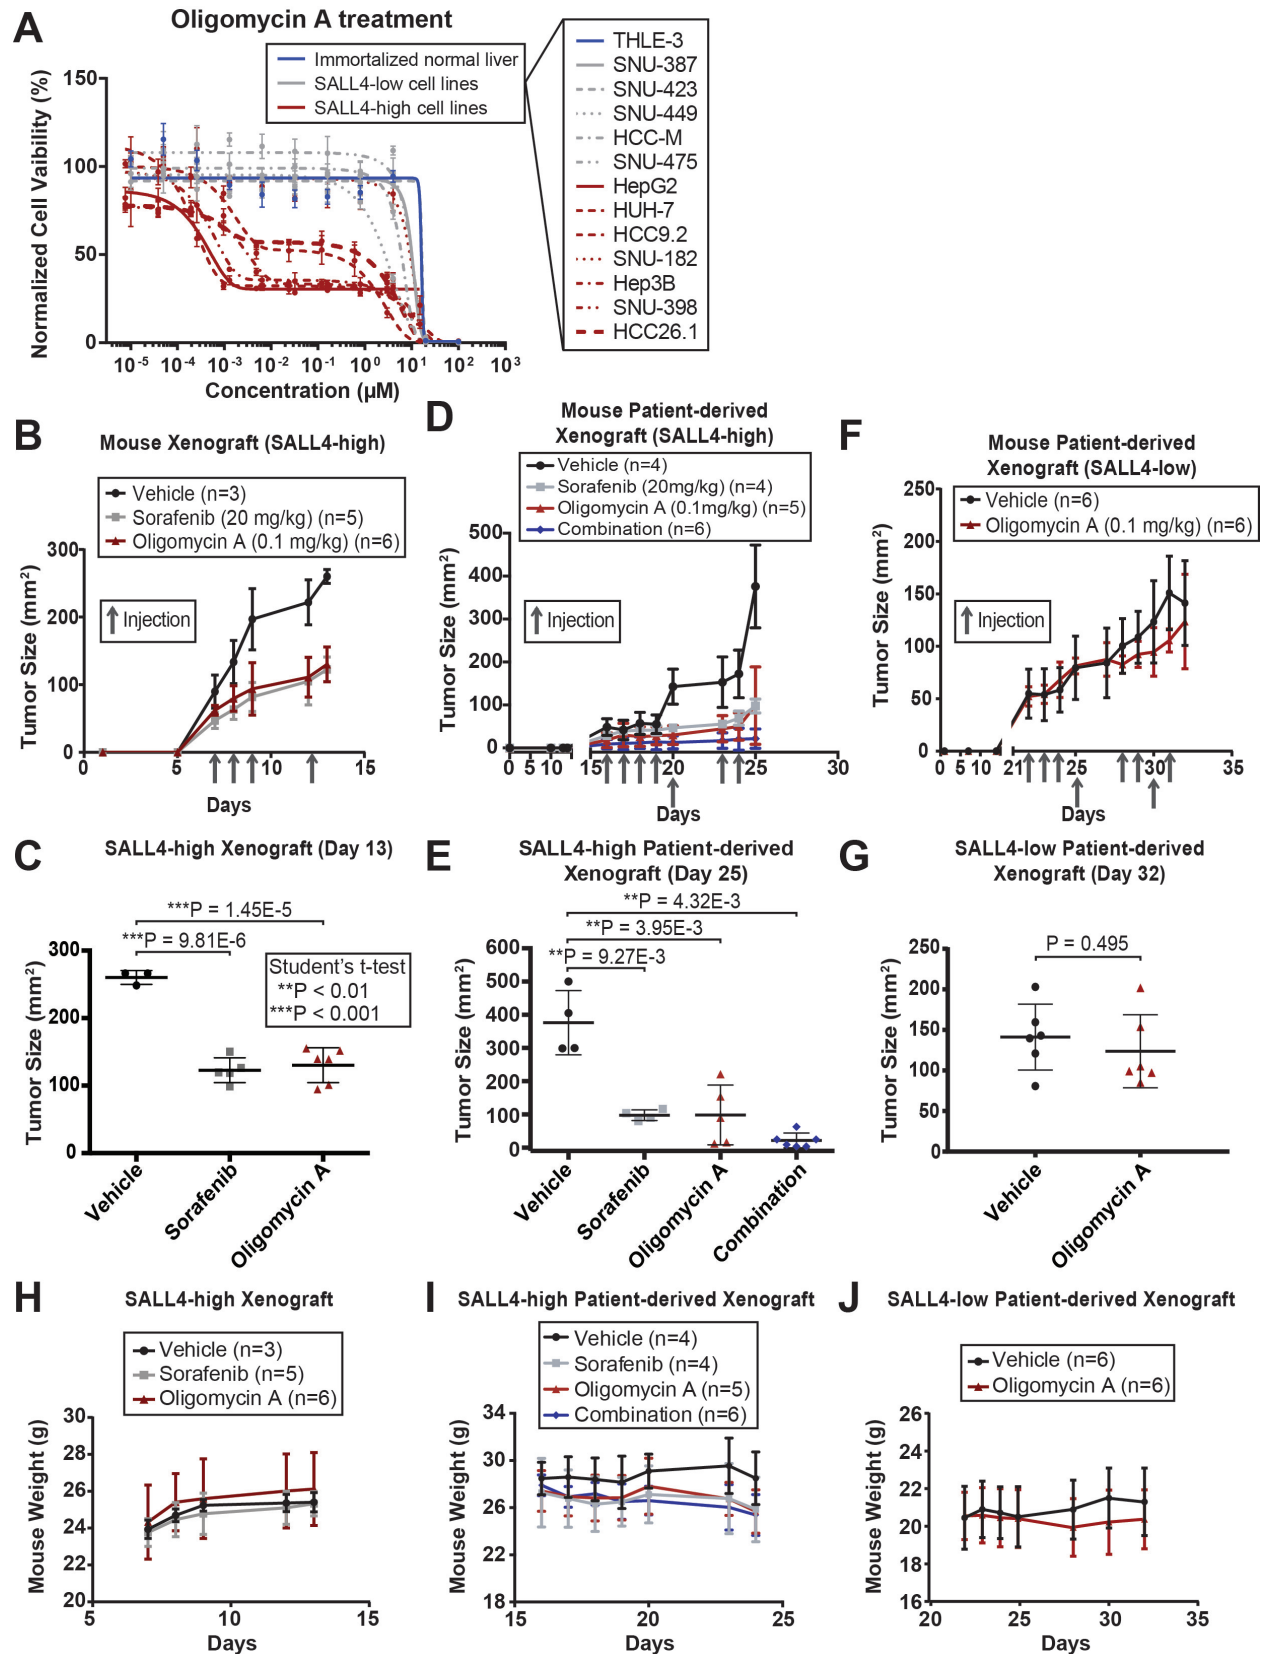 A
Oligomycin A treatment
Immortalized normal liver
SALL4-low cell lines
SALL4-high cell lines
THLE-3
SNU-387
SNU-423
SNU-449
HCC-M
SNU-475
HepG2
HUH-7
HCC9.2
SNU-182
Hep3B
SNU-398
HCC26.1
Normalized Cell Vaibility (%)
150
100
50
0
10⁻⁵ 10⁻⁴ 10⁻³ 10⁻² 10⁻¹ 10⁰ 10¹ 10² 10³
Concentration (µM)
B
Mouse Xenograft (SALL4-high)
Vehicle (n=3)
Sorafenib (20 mg/kg) (n=5)
Oligomycin A (0.1 mg/kg) (n=6)
Injection
Tumor Size (mm²)
300
200
100
0
0 5 10 15
Days
D
Mouse Patient-derived
Xenograft (SALL4-high)
Vehicle (n=4)
Sorafenib (20mg/kg) (n=4)
Oligomycin A (0.1mg/kg) (n=5)
Combination (n=6)
Injection
Tumor Size (mm²)
500
400
300
200
100
0
0 5 10 15 20 25 30
Days
F
Mouse Patient-derived
Xenograft (SALL4-low)
Vehicle (n=6)
Oligomycin A (0.1 mg/kg) (n=6)
Injection
Tumor Size (mm²)
250
200
150
100
50
0
0 5 10 21 25 30 35
Days
C
SALL4-high Xenograft (Day 13)
***P = 1.45E-5
***P = 9.81E-6
Student's t-test
**P < 0.01
***P < 0.001
Tumor Size (mm²)
300
200
100
0
Vehicle
Sorafenib
Oligomycin A
E
SALL4-high Patient-derived
Xenograft (Day 25)
**P = 4.32E-3
**P = 3.95E-3
**P = 9.27E-3
Tumor Size (mm²)
600
500
400
300
200
100
0
Vehicle
Sorafenib
Oligomycin A
Combination
G
SALL4-low Patient-derived
Xenograft (Day 32)
P = 0.495
Tumor Size (mm²)
250
200
150
100
50
0
Vehicle
Oligomycin A
H
SALL4-high Xenograft
Vehicle (n=3)
Sorafenib (n=5)
Oligomycin A (n=6)
Mouse Weight (g)
30
28
26
24
22
20
5 10 15
Days
I
SALL4-high Patient-derived Xenograft
Vehicle (n=4)
Sorafenib (n=4)
Oligomycin A (n=5)
Combination (n=6)
Mouse Weight (g)
34
30
26
22
18
15 20 25
Days
J
SALL4-low Patient-derived Xenograft
Vehicle (n=6)
Oligomycin A (n=6)
Mouse Weight (g)
26
24
22
20
18
16
20 25 30 35
Days